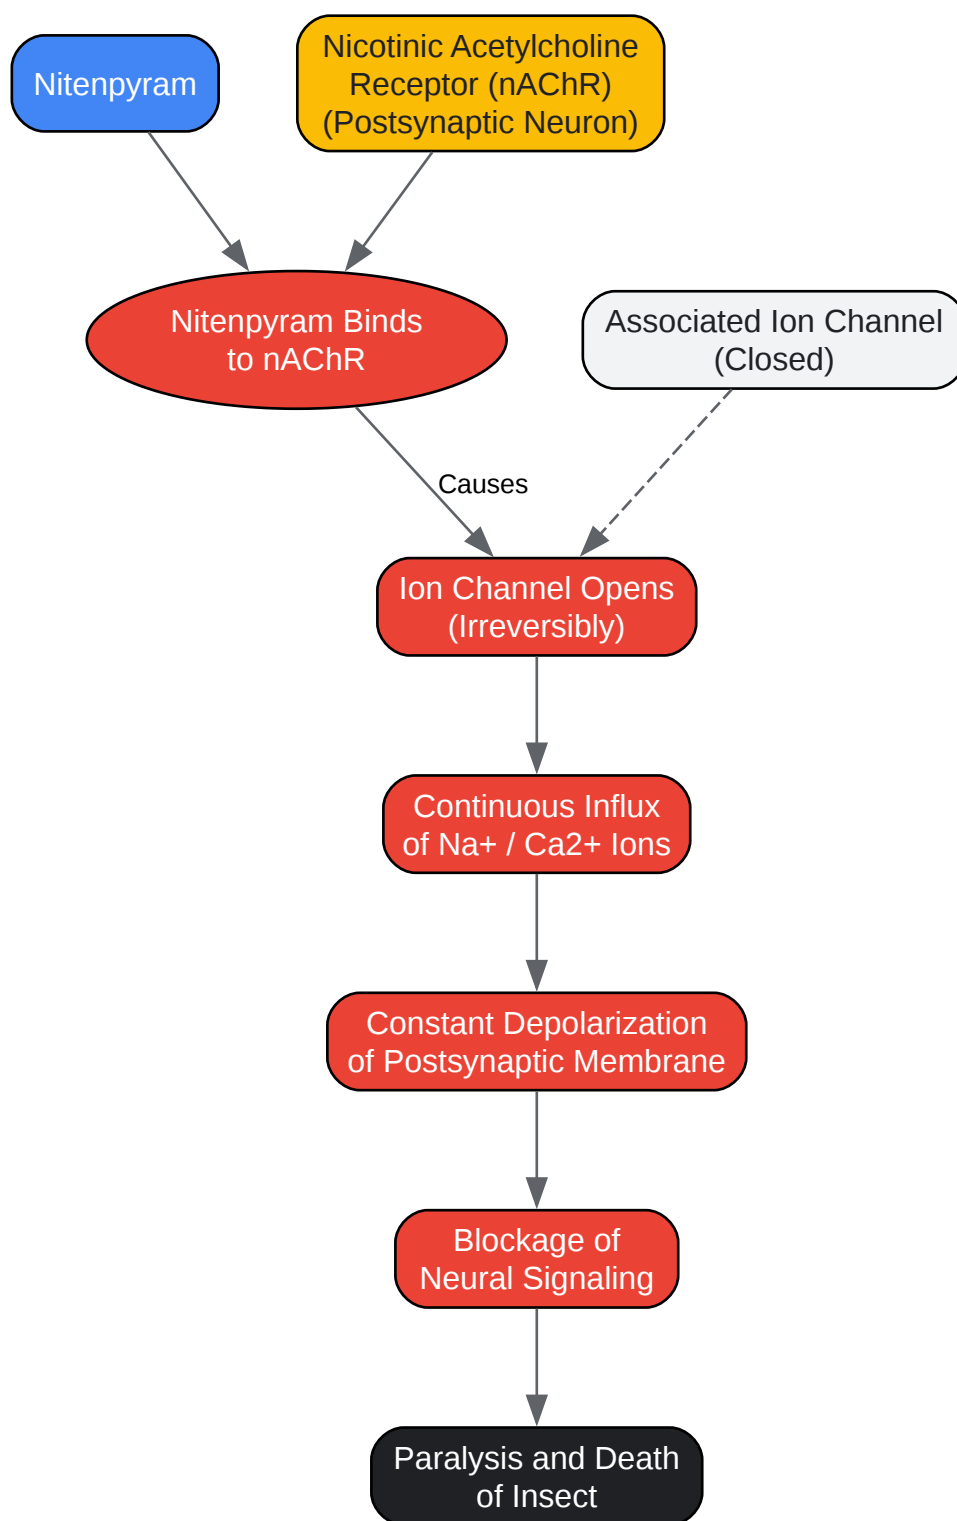 Nitenpyram
Nicotinic Acetylcholine
Receptor (nAChR)
(Postsynaptic Neuron)
Nitenpyram Binds
to nAChR
Associated Ion Channel
(Closed)
Causes
Ion Channel Opens
(Irreversibly)
Continuous Influx
of Na+ / Ca2+ Ions
Constant Depolarization
of Postsynaptic Membrane
Blockage of
Neural Signaling
Paralysis and Death
of Insect